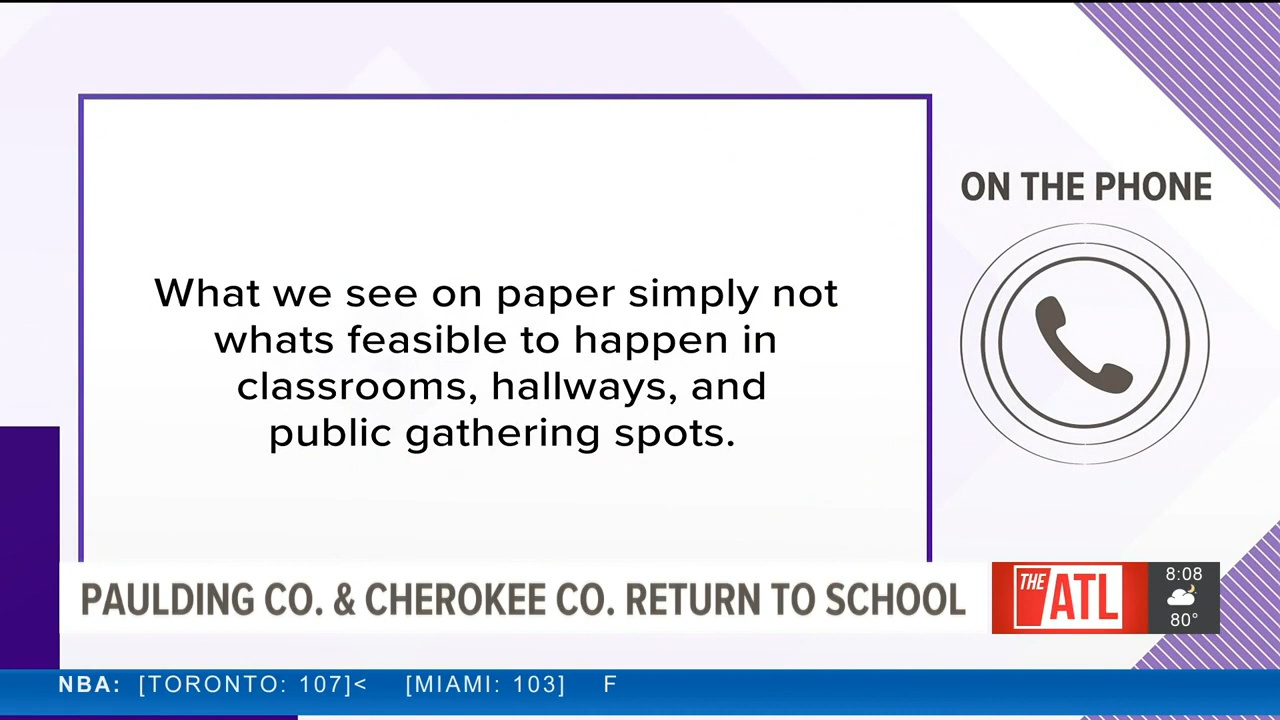 ON THE PHONE
What we see on paper simply not
whats feasible to happen in
classrooms, hallways, and
public gathering spots.
PAULDING CO. & CHEROKEE CO. RETURN TO SCHOOL
THE ATL
8:08
80°
NBA: [TORONTO: 107]< [MIAMI: 103] F